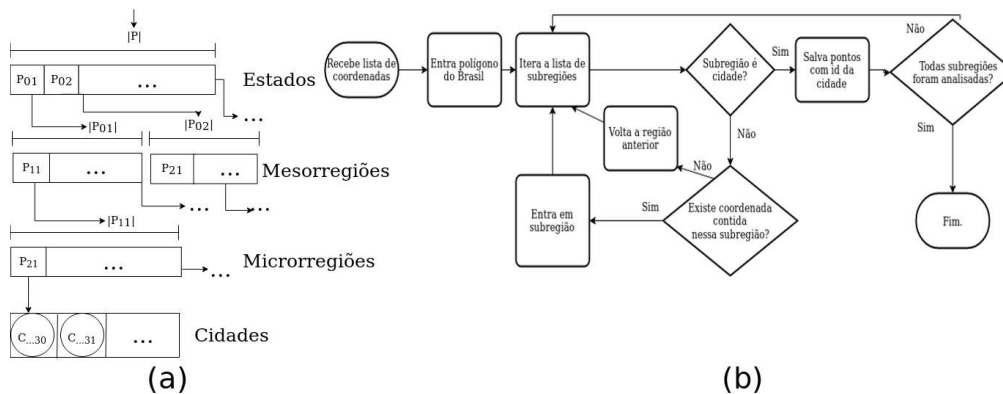 |P|
P01 P02 ... Estados
...
|P01| |P02|
P11 ... P21 ... Mesorregiões
... ...
|P11|
P21 ... Microrregiões
...
C...30 C...31 ... Cidades
(a)
Recebe lista de
coordenadas
Entra polígono
do Brasil
Itera a lista de
subregiões
Subregião é
cidade?
Sim
Salva pontos
com id da
cidade
Não
Todas subregiões
foram analisadas?
Sim
Fim.
Não
Volta a região
anterior
Não
Existe coordenada
contida
nessa subregião?
Sim
Entra em
subregião
(b)